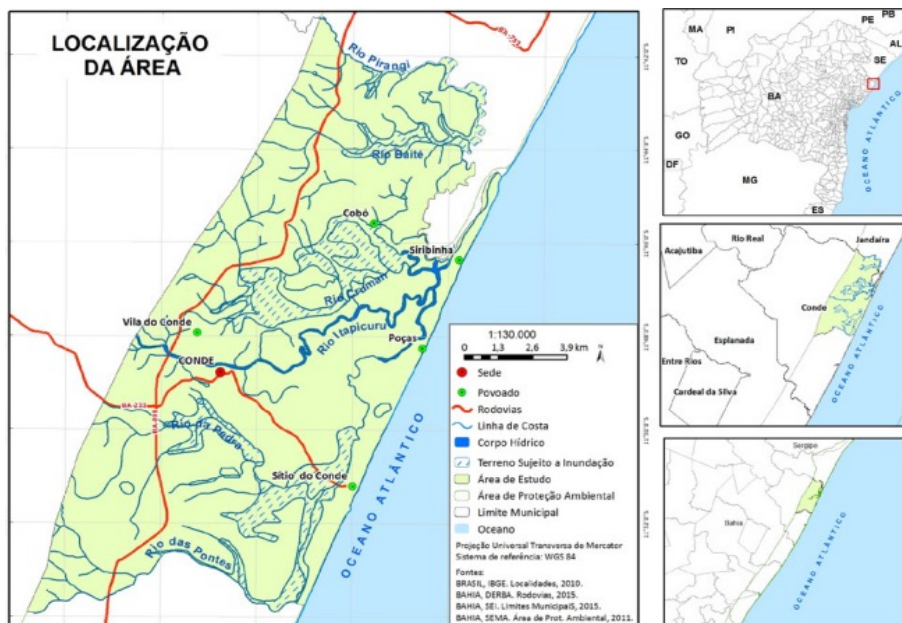 LOCALIZAÇÃO
DA ÁREA
Rio Pirangi
Rio Baité
Cobó
Siribinha
Rio Cruman
Rio Itapicuru
Vila do Conde
Poças
CONDE
BA-233
Rio da Pedra
Sítio do Conde
Rio das Pontes
OCEANO ATLÂNTICO
1:130.000
0 1,3 2,6 3,9 km
N
Sede
Povoado
Rodovias
Linha de Costa
Corpo Hídrico
Terreno Sujeito a Inundação
Área de Estudo
Área de Proteção Ambiental
Limite Municipal
Oceano
Projeção Universal Transversa de Mercator
Sistema de referência: WGS 84
Fontes:
BRASIL, IBGE. Localidades, 2010.
BAHIA, DERBA. Rodovias, 2015.
BAHIA, SEI. Limites MunicipaiS, 2015.
BAHIA, SEMA. Área de Prot. Ambiental, 2011.
MA
PI
PE
PB
AL
SE
TO
BA
GO
DF
MG
ES
OCEANO ATLÂNTICO
Acajutiba
Rio Real
Jandaíra
Conde
Esplanada
Entre Rios
Cardeal da Silva
OCEANO ATLÂNTICO
Sergipe
Bahia
OCEANO ATLÂNTICO